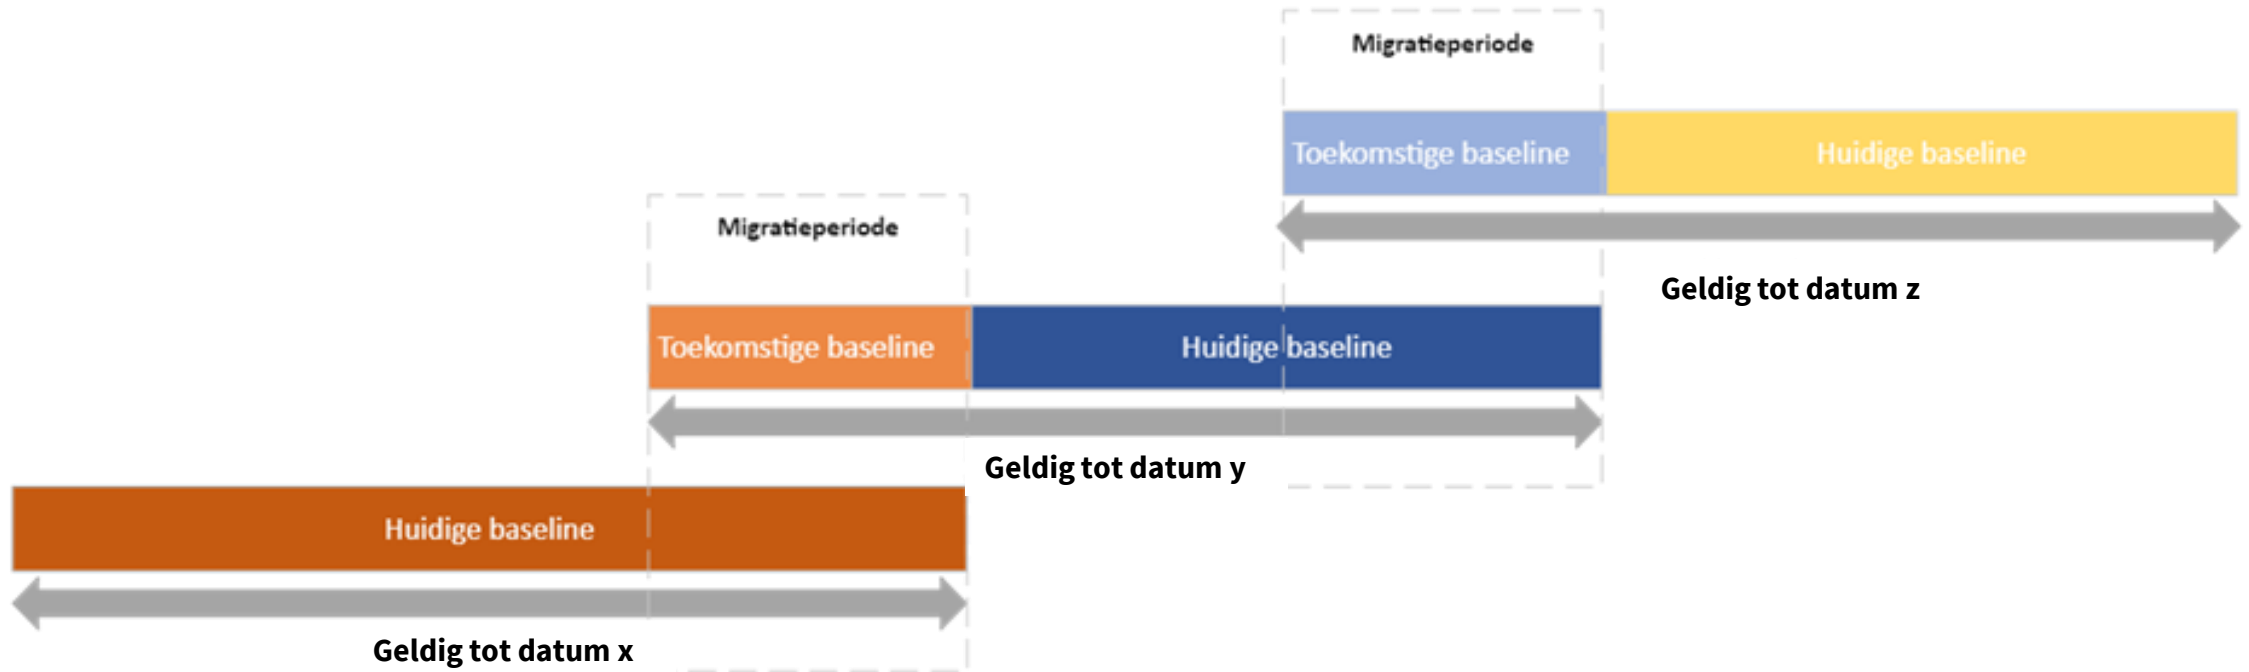 Migratieperiode
Toekomstige baseline
Huidige baseline
Geldig tot datum z
Migratieperiode
Toekomstige baseline
Huidige baseline
Geldig tot datum y
Huidige baseline
Geldig tot datum x